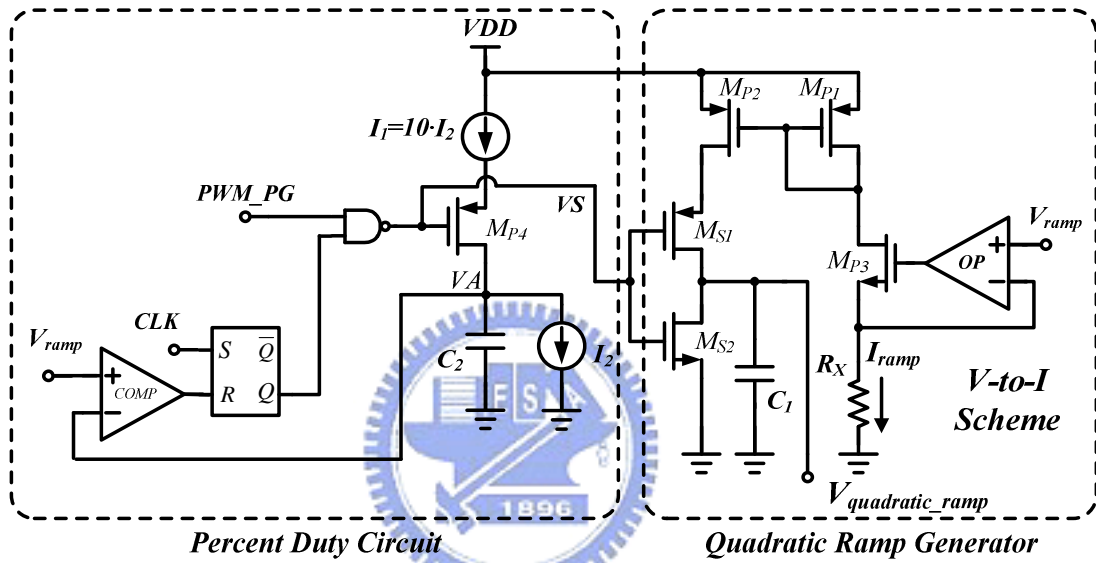 VDD
I1=10·I2
PWM_PG
VS
MP4
VA
CLK
Vramp
COMP
S
Q̅
R
Q
C2
I2
MP2
MP1
MS1
MS2
C1
MP3
OP
Vramp
RX
Iramp
V-to-I
Scheme
Vquadratic_ramp
F S A
1896
Percent Duty Circuit
Quadratic Ramp Generator